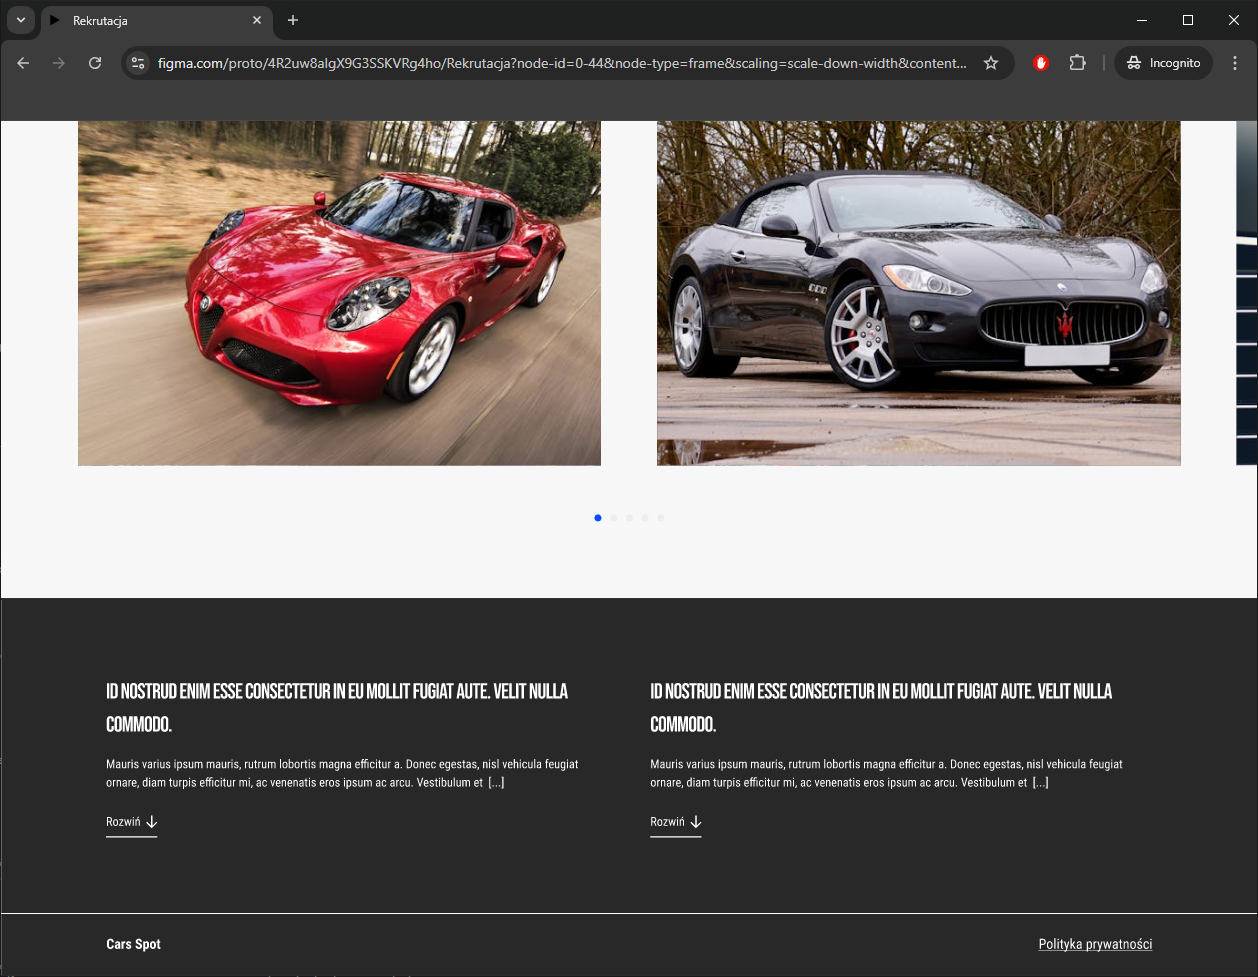 Rekrutacja
figma.com/proto/4R2uw8algX9G3SSKVRg4ho/Rekrutacja?node-id=0-44&node-type=frame&scaling=scale-down-width&content...
Incognito
ID NOSTRUD ENIM ESSE CONSECTETUR IN EU MOLLIT FUGIAT AUTE. VELIT NULLA
COMMODO.
Mauris varius ipsum mauris, rutrum lobortis magna efficitur a. Donec egestas, nisl vehicula feugiat
ornare, diam turpis efficitur mi, ac venenatis eros ipsum ac arcu. Vestibulum et [...]
Rozwiń
ID NOSTRUD ENIM ESSE CONSECTETUR IN EU MOLLIT FUGIAT AUTE. VELIT NULLA
COMMODO.
Mauris varius ipsum mauris, rutrum lobortis magna efficitur a. Donec egestas, nisl vehicula feugiat
ornare, diam turpis efficitur mi, ac venenatis eros ipsum ac arcu. Vestibulum et [...]
Rozwiń
Cars Spot
Polityka prywatności